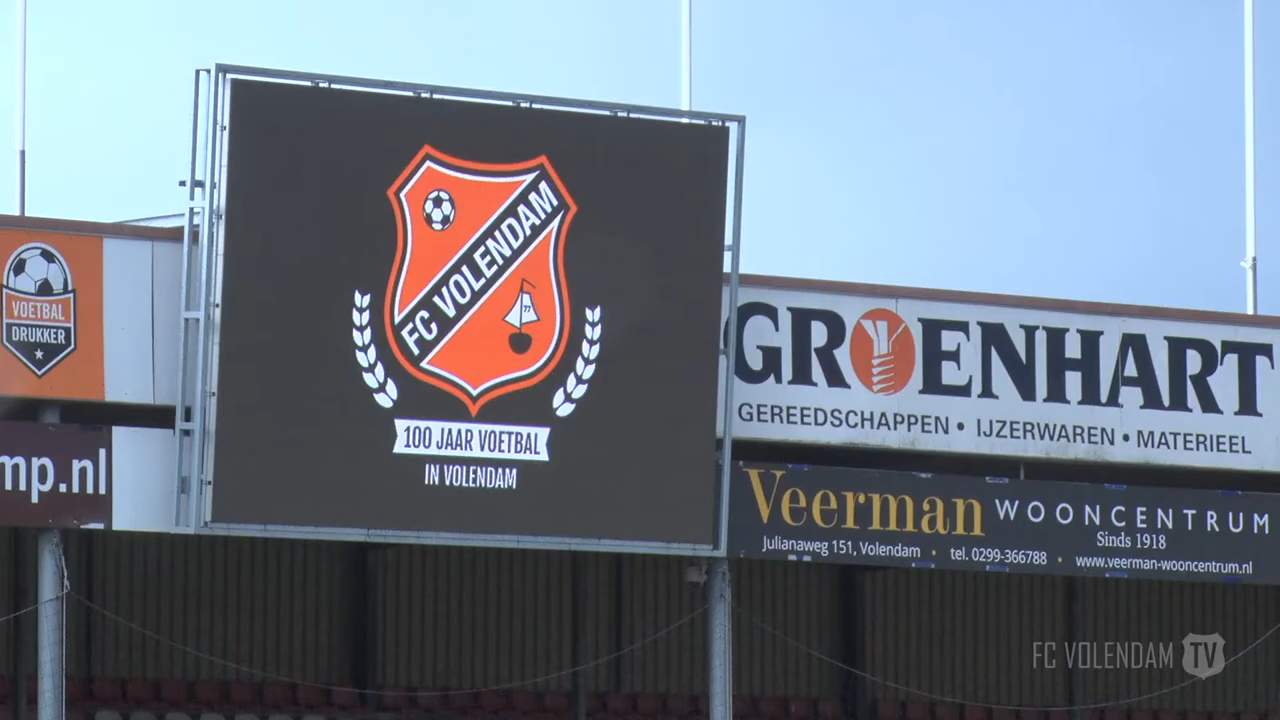 VOETBAL
DRUKKER
mp.nl
FC VOLENDAM
77
100 JAAR VOETBAL
IN VOLENDAM
GROENHART
GEREEDSCHAPPEN • IJZERWAREN • MATERIEEL
Veerman WOONCENTRUM
Sinds 1918
Julianaweg 151, Volendam • tel. 0299-366788 • www.veerman-wooncentrum.nl
FC VOLENDAM TV